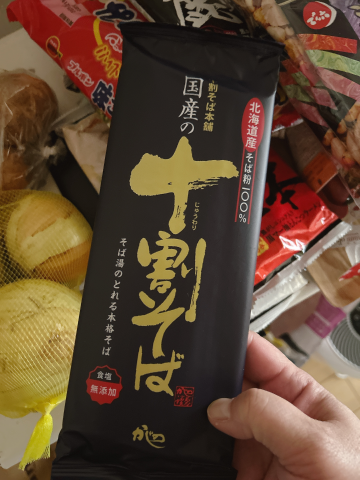 十割そば本舗
国産の
十割そば
じゅうわり
北海道産そば粉一〇〇%
そば湯のとれる本格そば
食塩
無添加